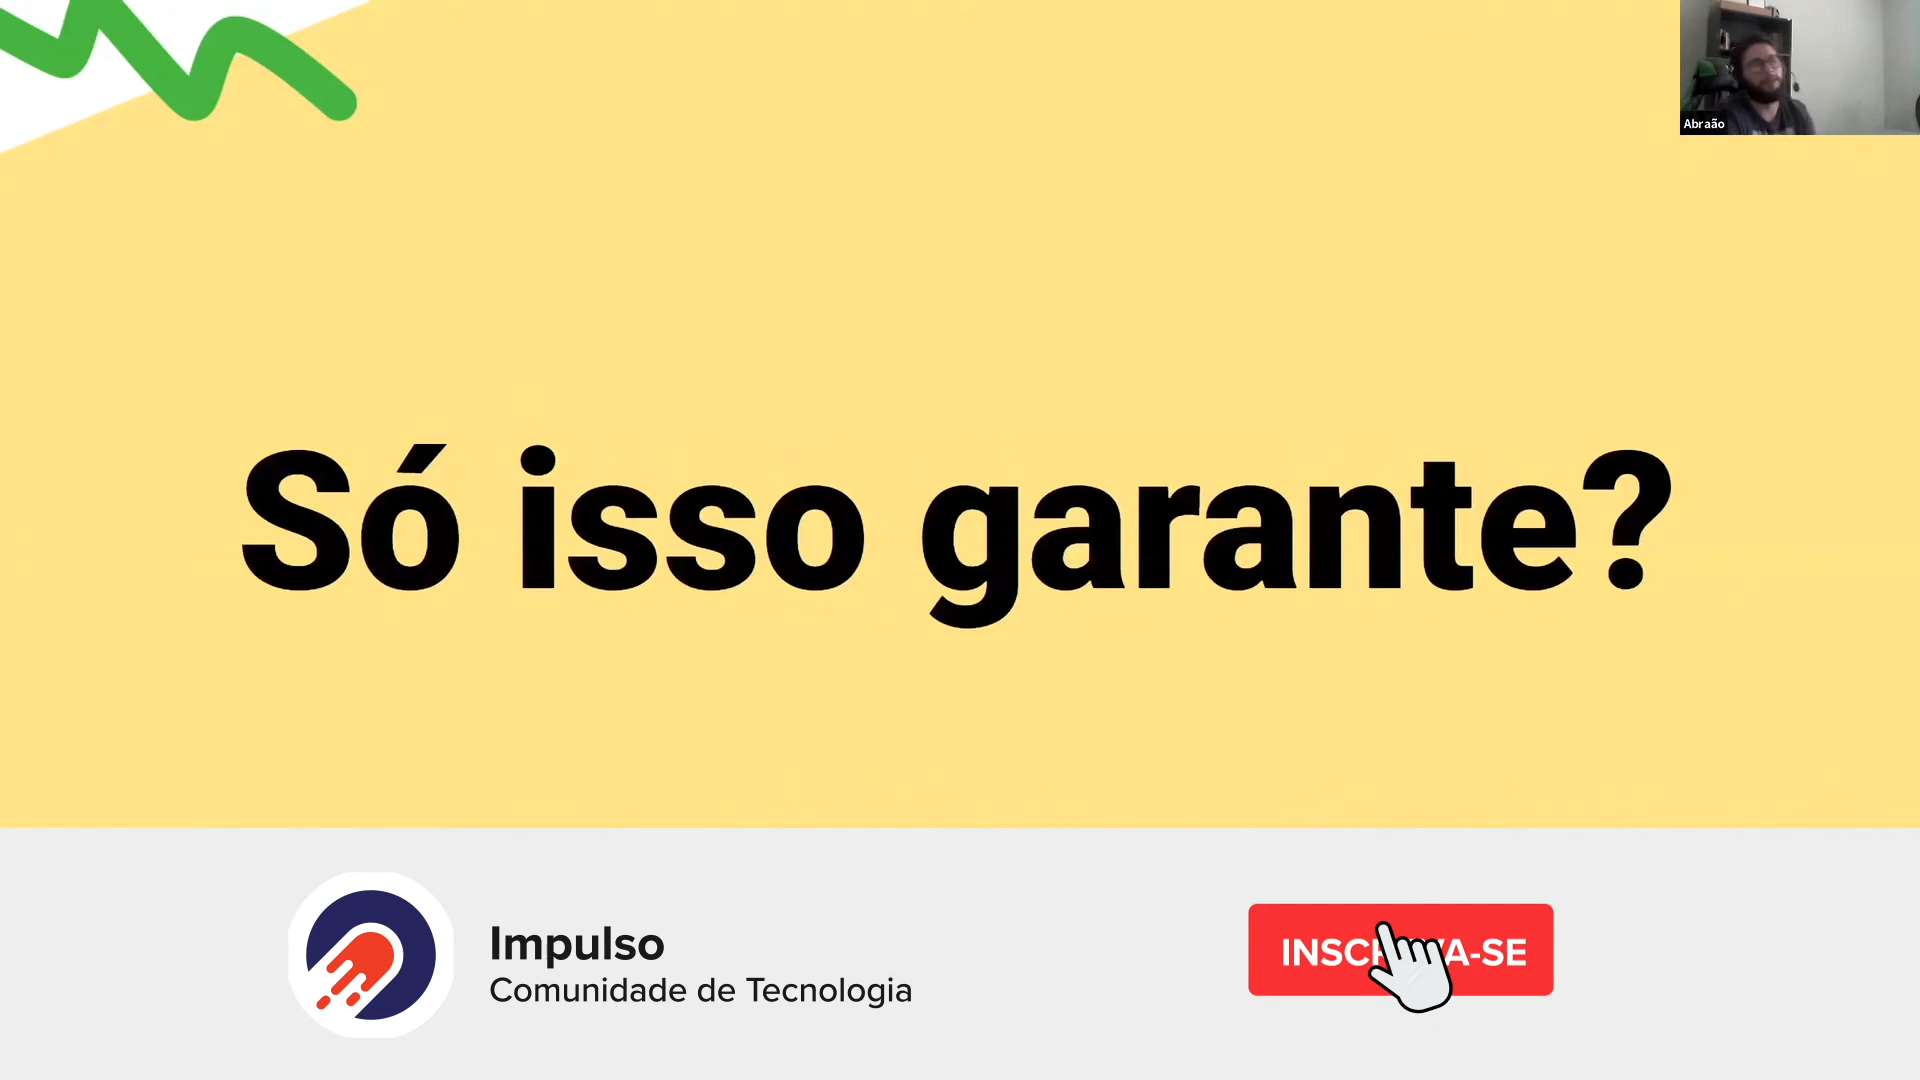 Abraão
Só isso garante?
Impulso
Comunidade de Tecnologia
INSC A-SE